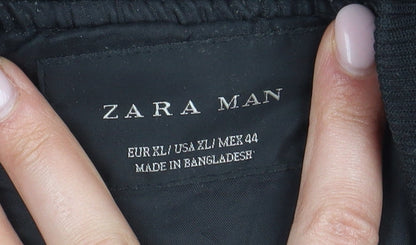 ZARA MAN
EUR XL/ USA XL/ MEX 44
MADE IN BANGLADESH